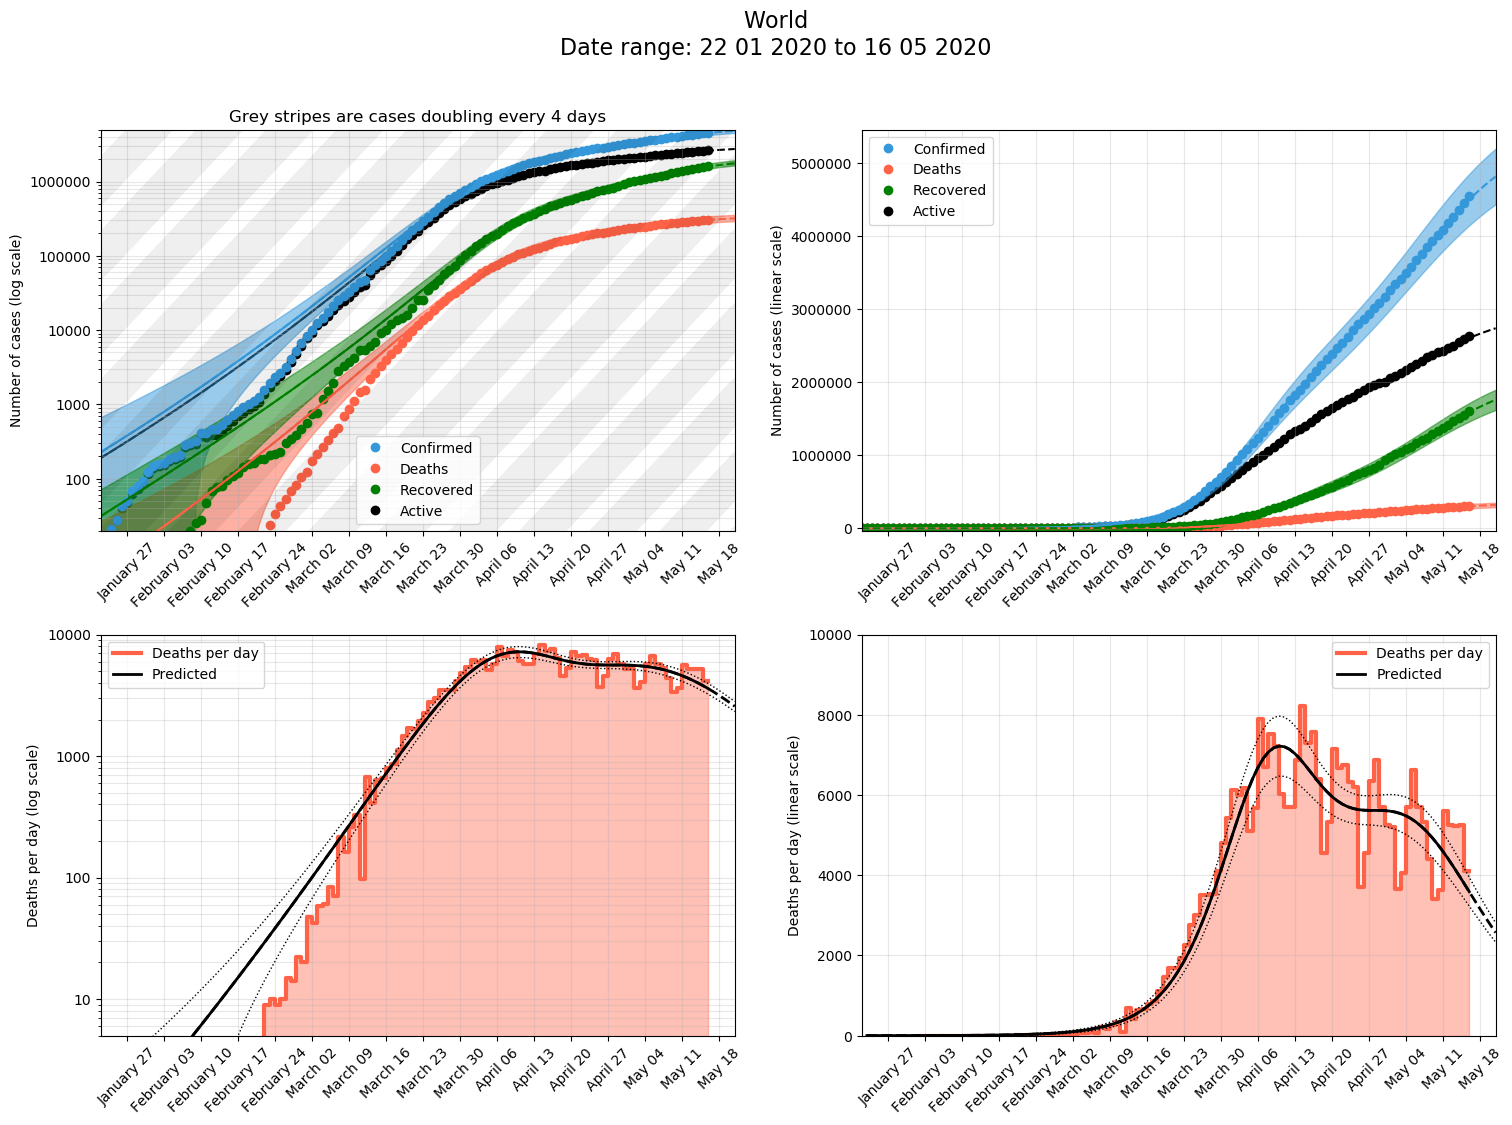 World
Date range: 22 01 2020 to 16 05 2020
Grey stripes are cases doubling every 4 days
Number of cases (log scale)
1000000
100000
10000
1000
100
Confirmed
Deaths
Recovered
Active
January 27
February 03
February 10
February 17
February 24
March 02
March 09
March 16
March 23
March 30
April 06
April 13
April 20
April 27
May 04
May 11
May 18
Number of cases (linear scale)
5000000
4000000
3000000
2000000
1000000
0
Confirmed
Deaths
Recovered
Active
January 27
February 03
February 10
February 17
February 24
March 02
March 09
March 16
March 23
March 30
April 06
April 13
April 20
April 27
May 04
May 11
May 18
Deaths per day (log scale)
10000
1000
100
10
Deaths per day
Predicted
January 27
February 03
February 10
February 17
February 24
March 02
March 09
March 16
March 23
March 30
April 06
April 13
April 20
April 27
May 04
May 11
May 18
Deaths per day (linear scale)
10000
8000
6000
4000
2000
0
Deaths per day
Predicted
January 27
February 03
February 10
February 17
February 24
March 02
March 09
March 16
March 23
March 30
April 06
April 13
April 20
April 27
May 04
May 11
May 18